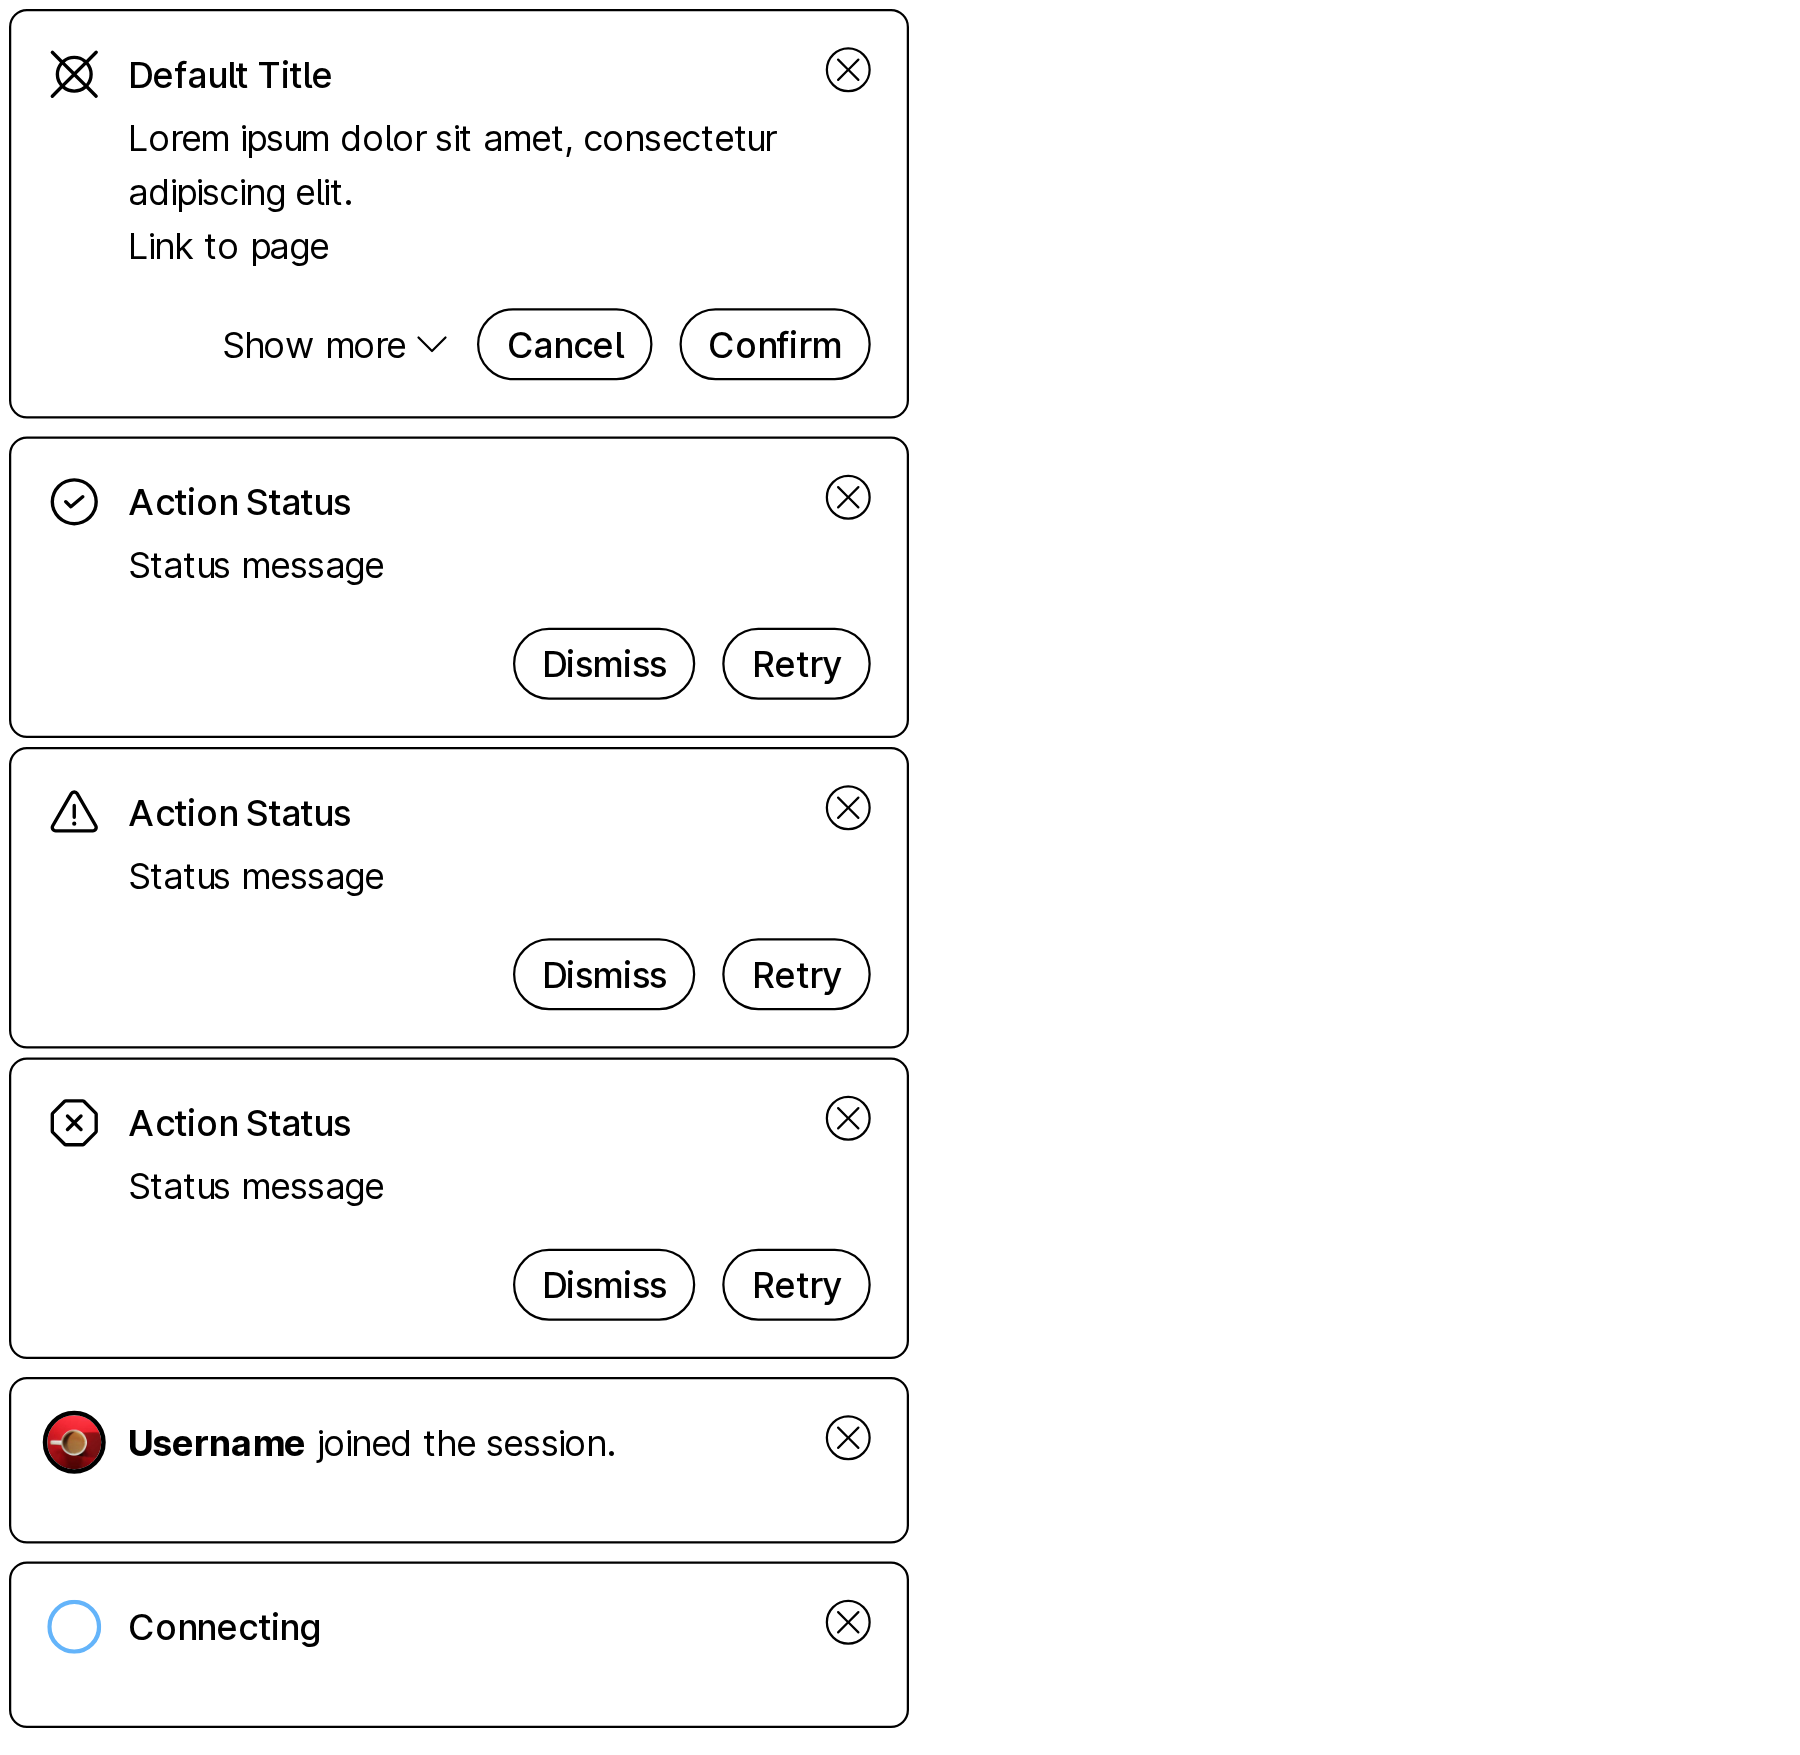 Default Title
Lorem ipsum dolor sit amet, consectetur
adipiscing elit.
Link to page
Show more Cancel Confirm
Action Status
Status message
Dismiss Retry
Action Status
Status message
Dismiss Retry
Action Status
Status message
Dismiss Retry
Username joined the session.
Connecting